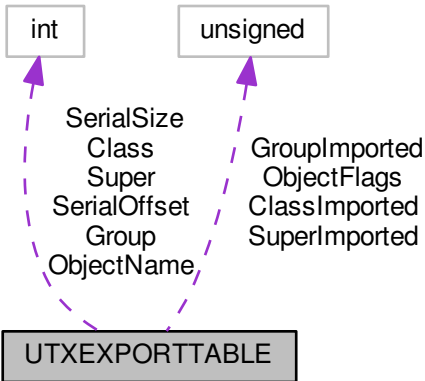 int
unsigned
SerialSize
Class
Super
SerialOffset
Group
ObjectName
GroupImported
ObjectFlags
ClassImported
SuperImported
UTXEXPORTTABLE